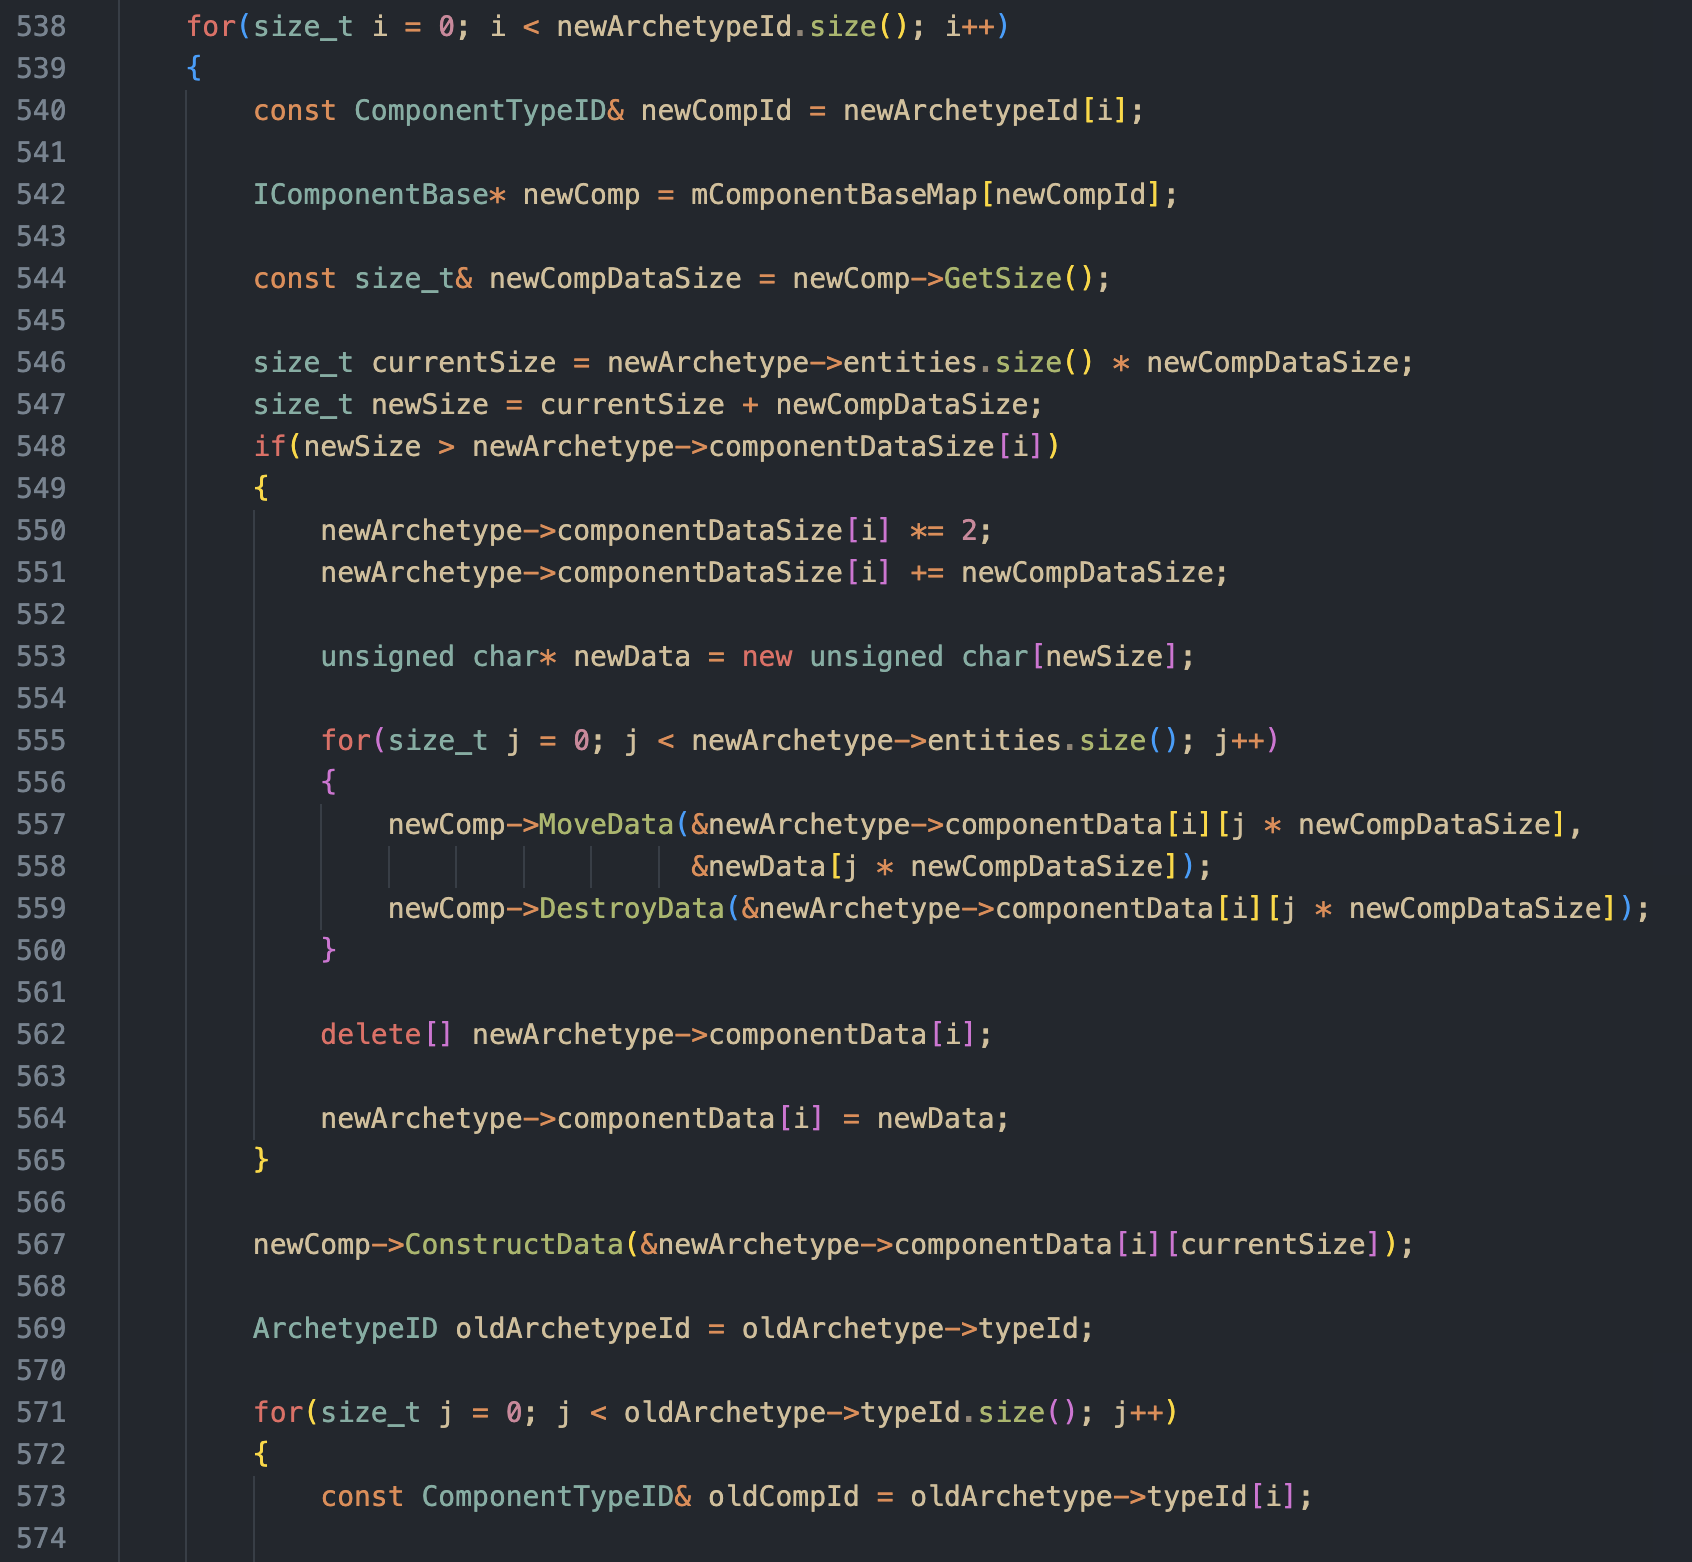 538 for(size_t i = 0; i < newArchetypeId.size(); i++)
539 {
540 const ComponentTypeID& newCompId = newArchetypeId[i];
541
542 IComponentBase* newComp = mComponentBaseMap[newCompId];
543
544 const size_t& newCompDataSize = newComp->GetSize();
545
546 size_t currentSize = newArchetype->entities.size() * newCompDataSize;
547 size_t newSize = currentSize + newCompDataSize;
548 if(newSize > newArchetype->componentDataSize[i])
549 {
550 newArchetype->componentDataSize[i] *= 2;
551 newArchetype->componentDataSize[i] += newCompDataSize;
552
553 unsigned char* newData = new unsigned char[newSize];
554
555 for(size_t j = 0; j < newArchetype->entities.size(); j++)
556 {
557 newComp->MoveData(&newArchetype->componentData[i][j * newCompDataSize],
558 &newData[j * newCompDataSize]);
559 newComp->DestroyData(&newArchetype->componentData[i][j * newCompDataSize]);
560 }
561
562 delete[] newArchetype->componentData[i];
563
564 newArchetype->componentData[i] = newData;
565 }
566
567 newComp->ConstructData(&newArchetype->componentData[i][currentSize]);
568
569 ArchetypeID oldArchetypeId = oldArchetype->typeId;
570
571 for(size_t j = 0; j < oldArchetype->typeId.size(); j++)
572 {
573 const ComponentTypeID& oldCompId = oldArchetype->typeId[i];
574